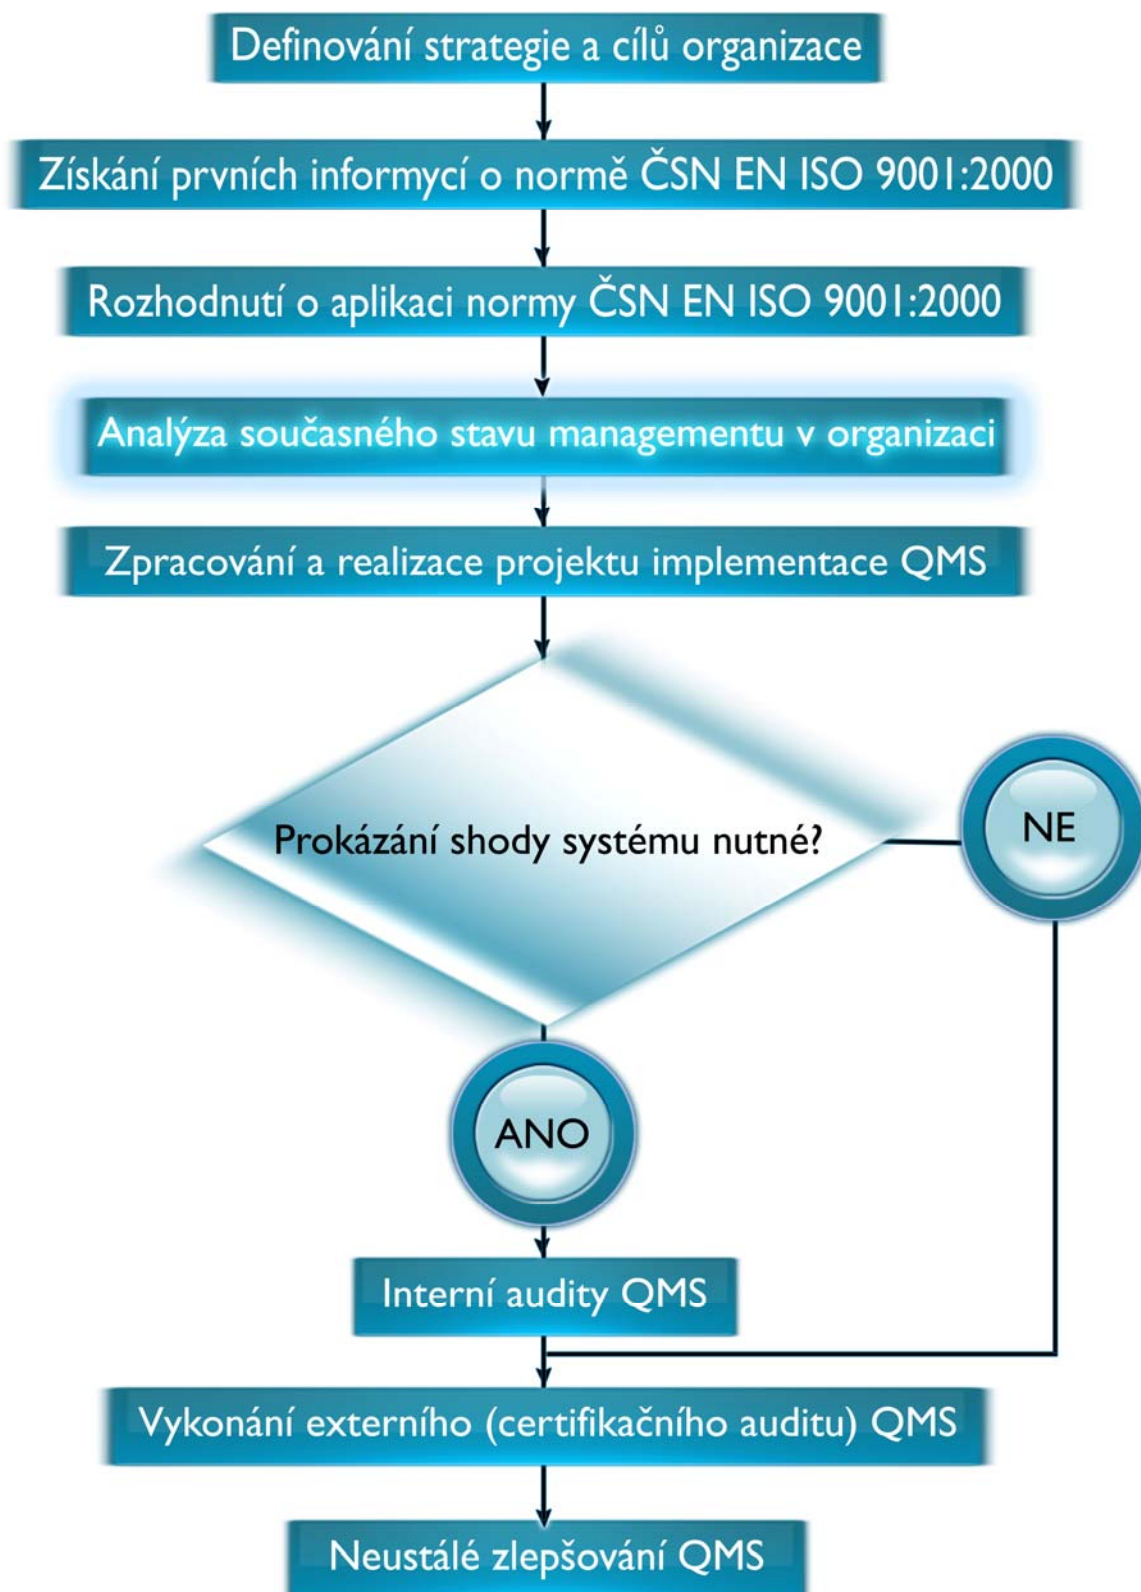 Definování strategie a cílů organizace
Získání prvních informycí o normě ČSN EN ISO 9001:2000
Rozhodnutí o aplikaci normy ČSN EN ISO 9001:2000
Analýza současného stavu managementu v organizaci
Zpracování a realizace projektu implementace QMS
Prokázání shody systému nutné?
NE
ANO
Interní audity QMS
Vykonání externího (certifikačního auditu) QMS
Neustálé zlepšování QMS